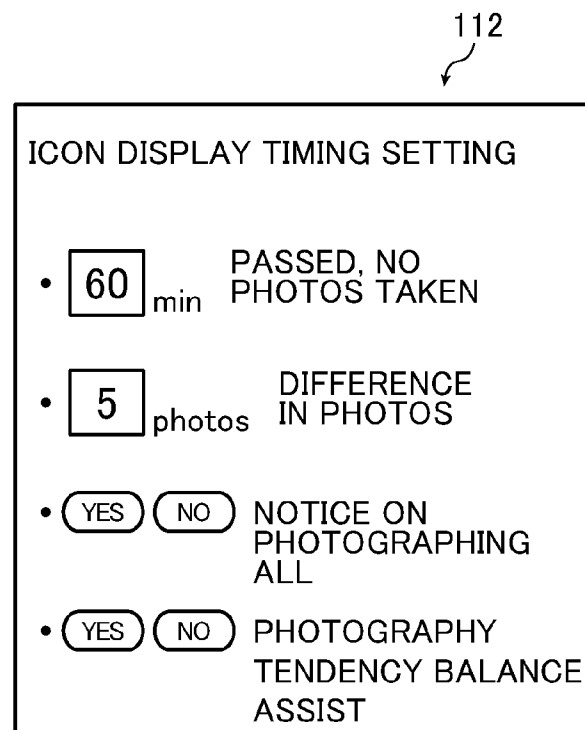 112
ICON DISPLAY TIMING SETTING
• 60 min PASSED, NO
PHOTOS TAKEN
• 5 photos DIFFERENCE
IN PHOTOS
• YES NO NOTICE ON
PHOTOGRAPHING
ALL
• YES NO PHOTOGRAPHY
TENDENCY BALANCE
ASSIST